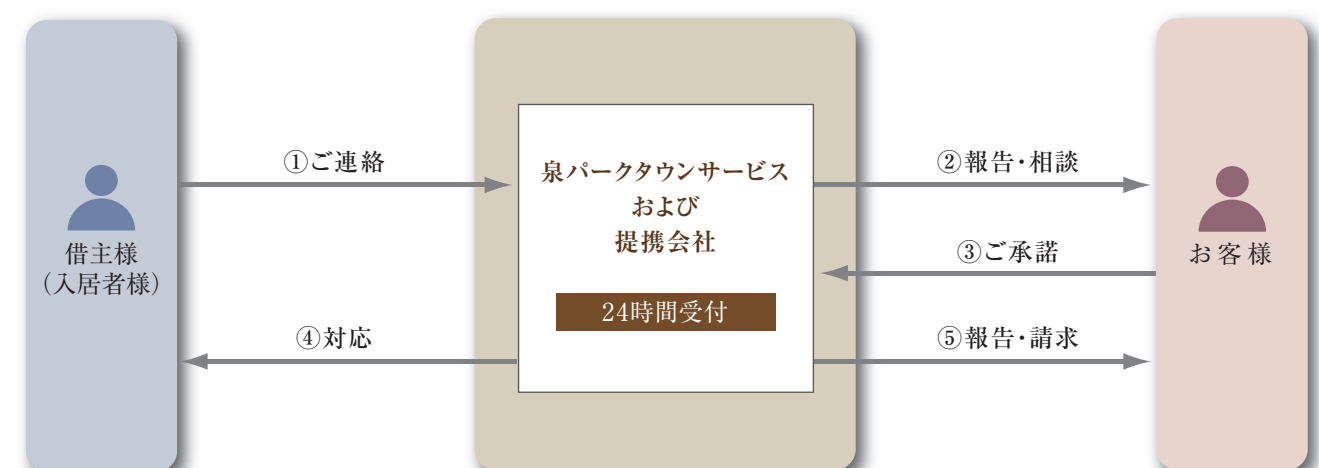 ①ご連絡
②報告・相談
泉パークタウンサービス
および
提携会社
借主様
（入居者様）
③ご承諾
お客様
24時間受付
④対応
⑤報告・請求